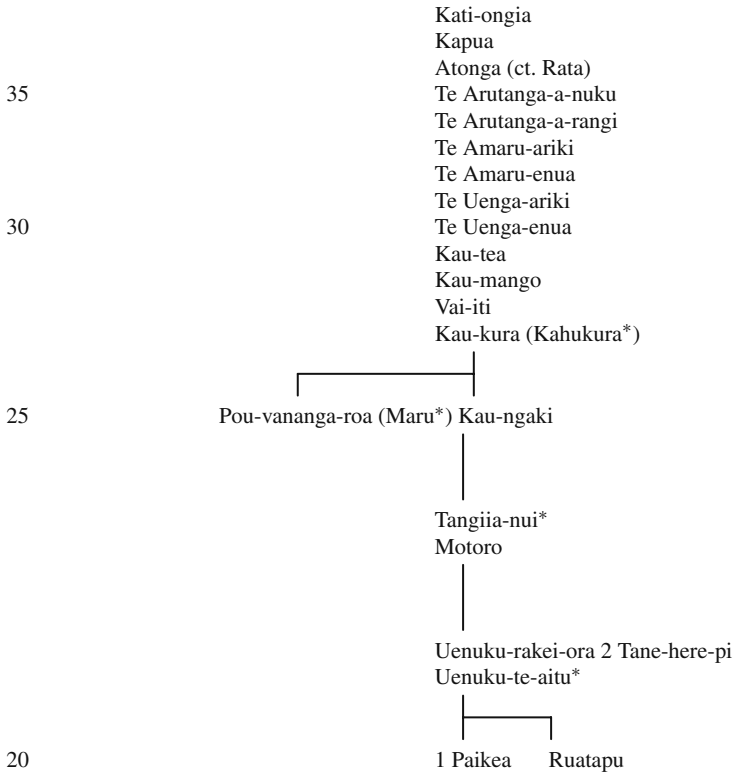 Kati-ongia
Kapua
Atonga (ct. Rata)
35 Te Arutanga-a-nuku
Te Arutanga-a-rangi
Te Amaru-ariki
Te Amaru-enua
Te Uenga-ariki
30 Te Uenga-enua
Kau-tea
Kau-mango
Vai-iti
Kau-kura (Kahukura*)
25 Pou-vananga-roa (Maru*) Kau-ngaki
Tangiia-nui*
Motoro
Uenuku-rakei-ora 2 Tane-here-pi
Uenuku-te-aitu*
20 1 Paikea Ruatapu